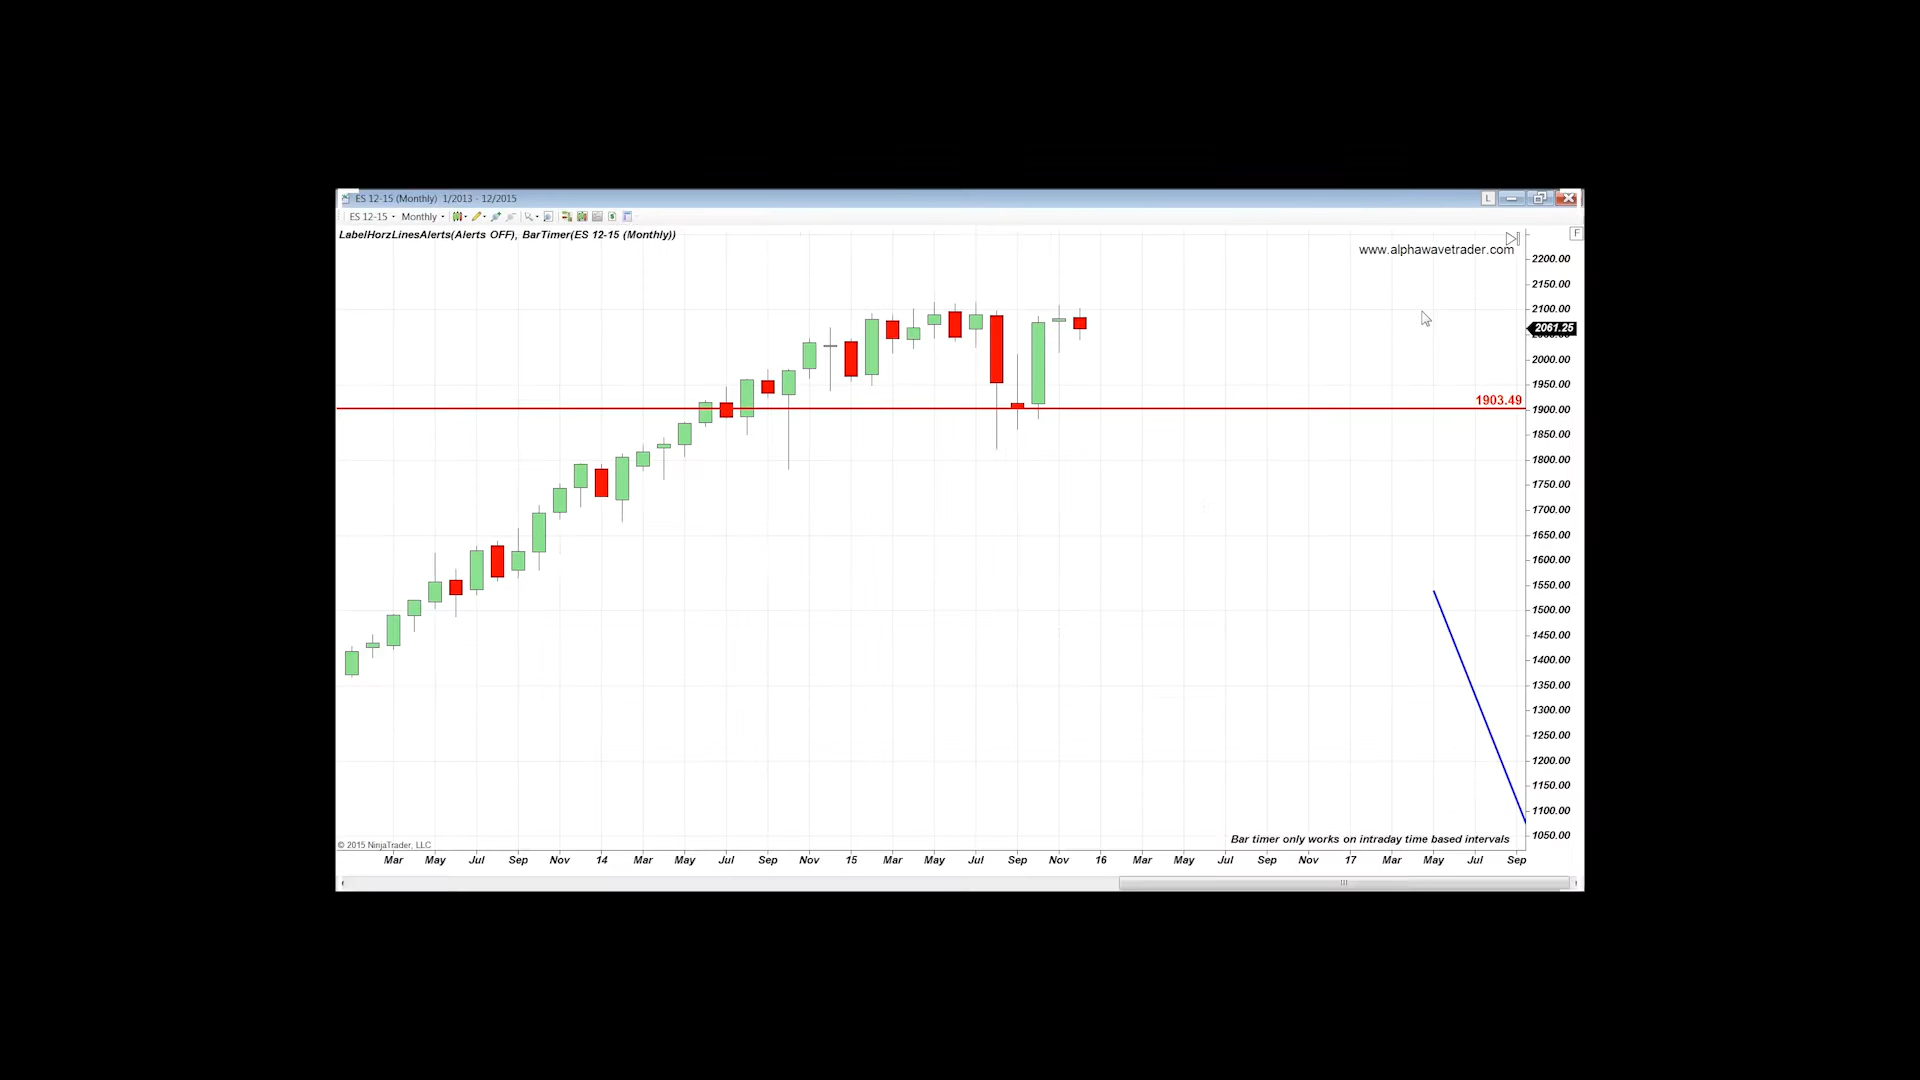 ES 12-15 (Monthly) 1/2013 - 12/2015
L
ES 12-15 Monthly
LabelHorzLinesAlerts(Alerts OFF), BarTimer(ES 12-15 (Monthly))
F
www.alphawavetrader.com
2200.00
2150.00
2100.00
2061.25
2000.00
1950.00
1903.49
1900.00
1850.00
1800.00
1750.00
1700.00
1650.00
1600.00
1550.00
1500.00
1450.00
1400.00
1350.00
1300.00
1250.00
1200.00
1150.00
1100.00
1050.00
Bar timer only works on intraday time based intervals
© 2015 NinjaTrader, LLC
Mar May Jul Sep Nov 14 Mar May Jul Sep Nov 15 Mar May Jul Sep Nov 16 Mar May Jul Sep Nov 17 Mar May Jul Sep